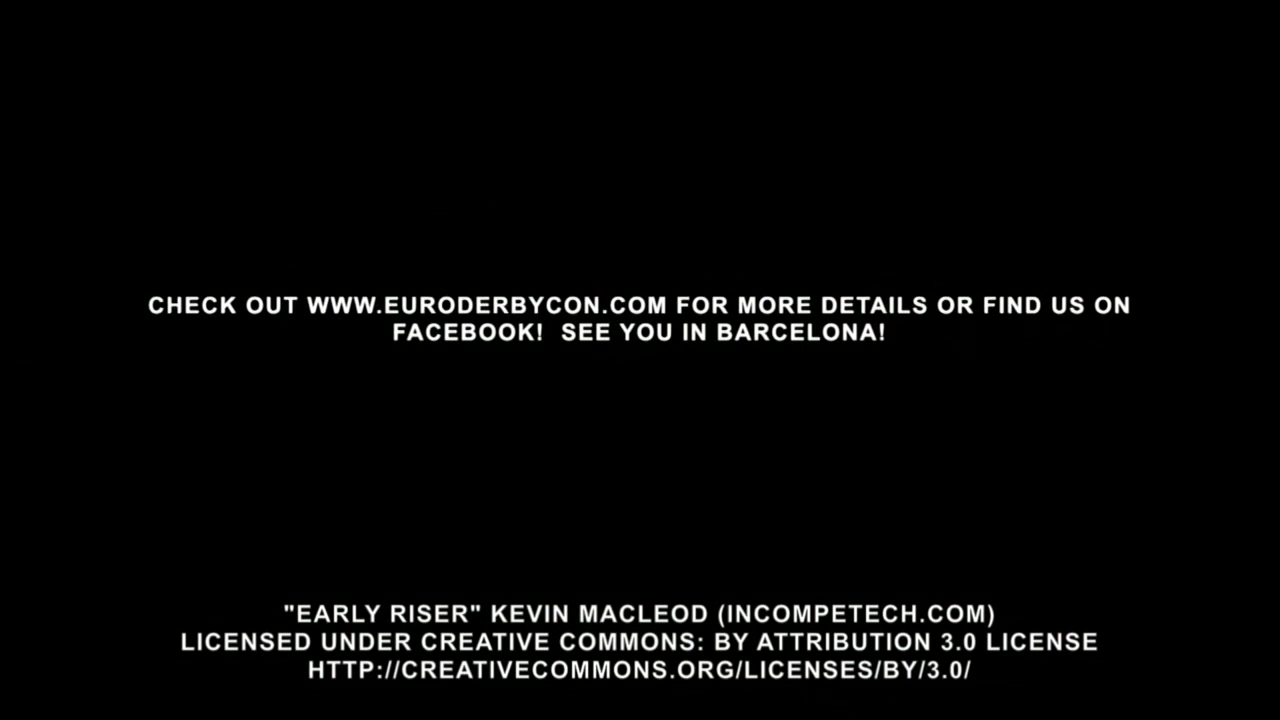 CHECK OUT WWW.EURODERBYCON.COM FOR MORE DETAILS OR FIND US ON
FACEBOOK!  SEE YOU IN BARCELONA!
"EARLY RISER" KEVIN MACLEOD (INCOMPETECH.COM)
LICENSED UNDER CREATIVE COMMONS: BY ATTRIBUTION 3.0 LICENSE
HTTP://CREATIVECOMMONS.ORG/LICENSES/BY/3.0/